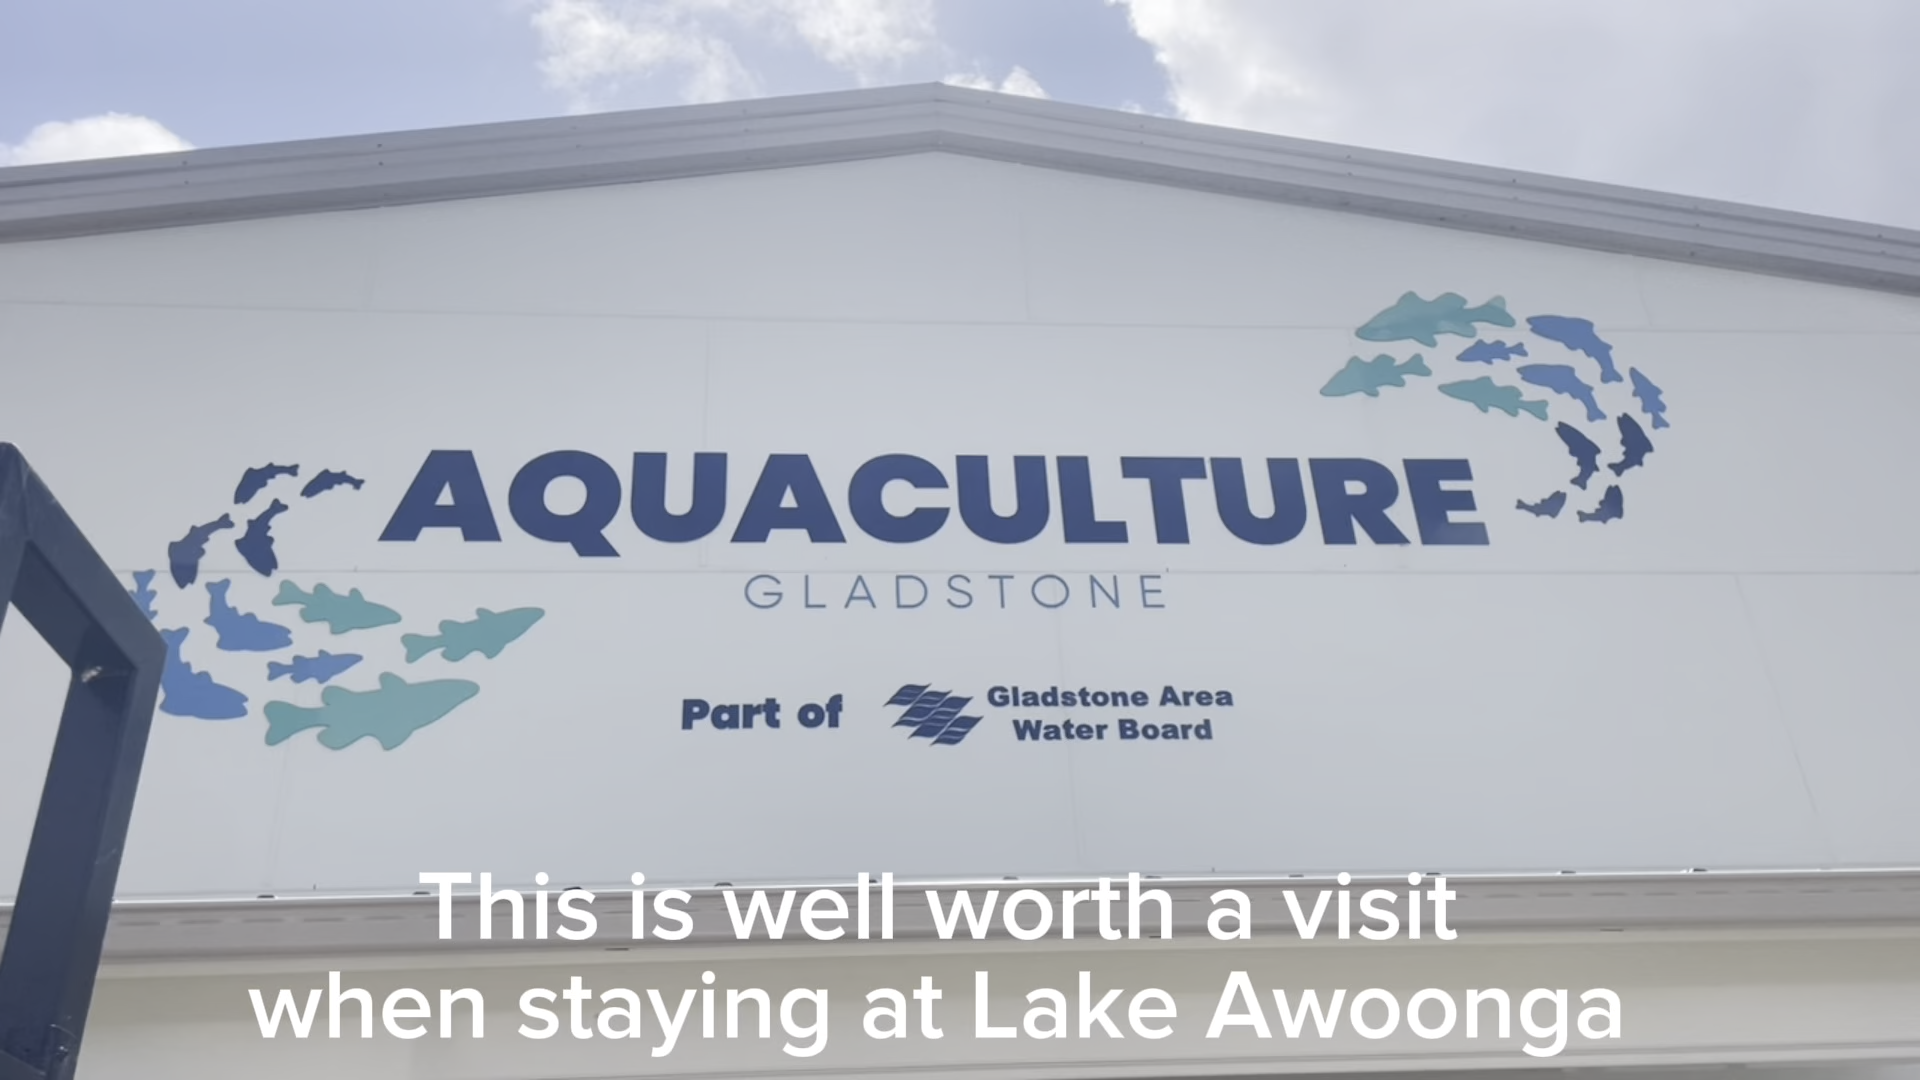 AQUACULTURE
GLADSTONE
Part of
Gladstone Area
Water Board
This is well worth a visit
when staying at Lake Awoonga